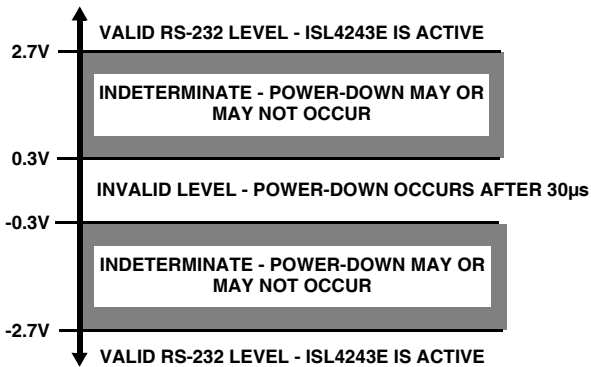 VALID RS-232 LEVEL - ISL4243E IS ACTIVE
2.7V
INDETERMINATE - POWER-DOWN MAY OR
MAY NOT OCCUR
0.3V
INVALID LEVEL - POWER-DOWN OCCURS AFTER 30µs
-0.3V
INDETERMINATE - POWER-DOWN MAY OR
MAY NOT OCCUR
-2.7V
VALID RS-232 LEVEL - ISL4243E IS ACTIVE